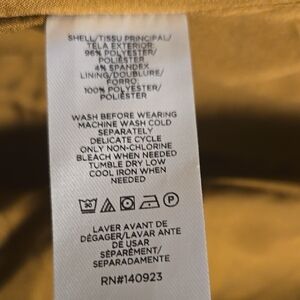 SHELL/TISSU PRINCIPAL/
TELA EXTERIOR:
96% POLYESTER/
POLIÉSTER
4% SPANDEX
LINING/DOUBLURE/
FORRO:
100% POLYESTER/
POLIÉSTER
WASH BEFORE WEARING
MACHINE WASH COLD
SEPARATELY
DELICATE CYCLE
ONLY NON-CHLORINE
BLEACH WHEN NEEDED
TUMBLE DRY LOW
COOL IRON WHEN
NEEDED
LAVER AVANT DE
DÉGAGER/LAVAR ANTE
DE USAR
SÉPARÉMENT/
SEPARADAMENTE
RN#140923